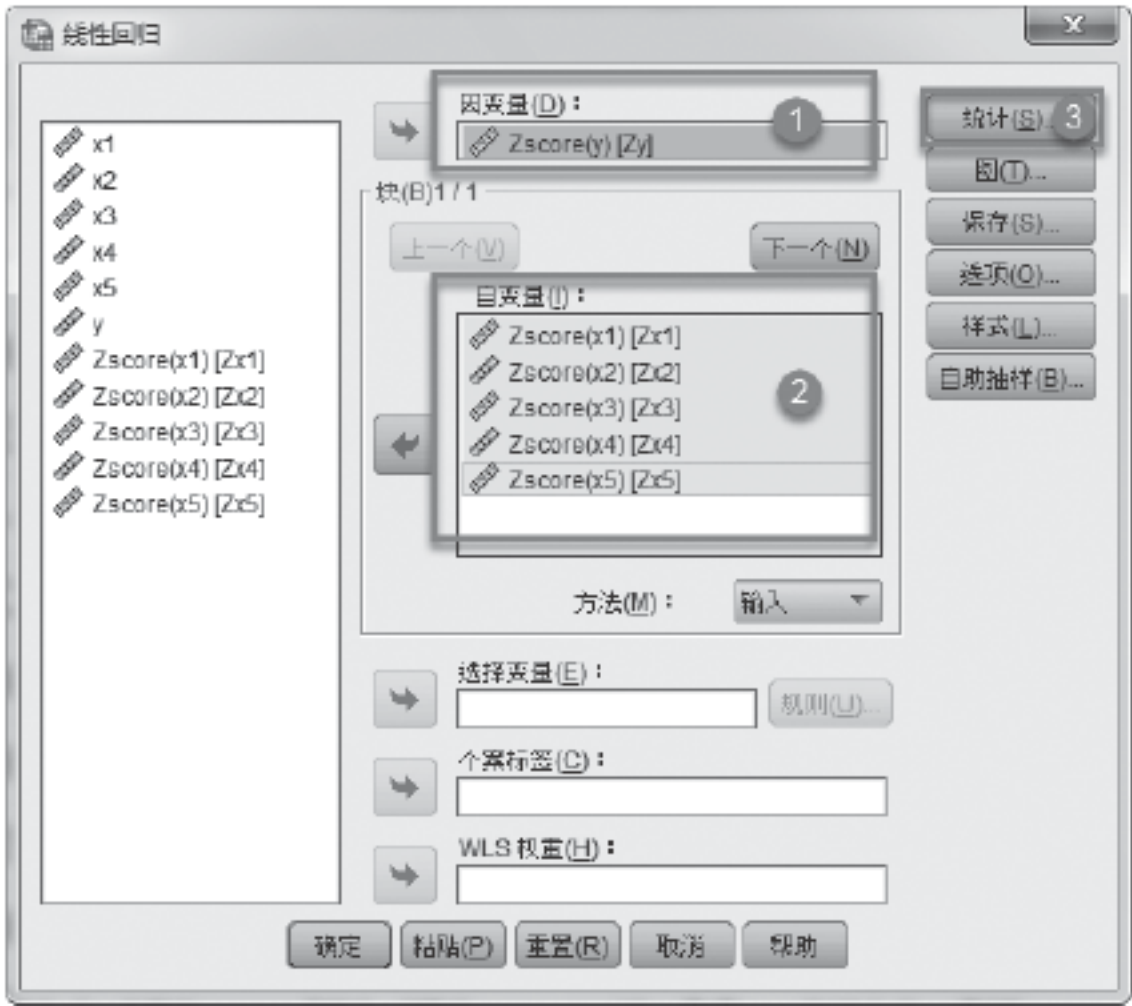 线性回归
x1
x2
x3
x4
x5
y
Zscore(x1) [Zx1]
Zscore(x2) [Zx2]
Zscore(x3) [Zx3]
Zscore(x4) [Zx4]
Zscore(x5) [Zx5]
因变量(D)：
1
Zscore(y) [Zy]
块(B)1 / 1
上一个(V)
下一个(N)
自变量(I)：
Zscore(x1) [Zx1]
Zscore(x2) [Zx2]
Zscore(x3) [Zx3]
Zscore(x4) [Zx4]
Zscore(x5) [Zx5]
2
方法(M)：
输入
选择变量(E)：
规则(U)...
个案标签(C)：
WLS 权重(H)：
统计(S)...
3
图(T)...
保存(S)...
选项(O)...
样式(L)...
自助抽样(B)...
确定
粘贴(P)
重置(R)
取消
帮助